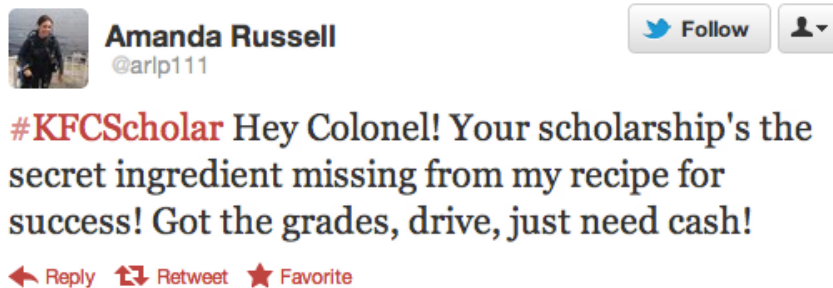 Amanda Russell
@arlp111
Follow
#KFCScholar Hey Colonel! Your scholarship's the
secret ingredient missing from my recipe for
success! Got the grades, drive, just need cash!
Reply Retweet Favorite